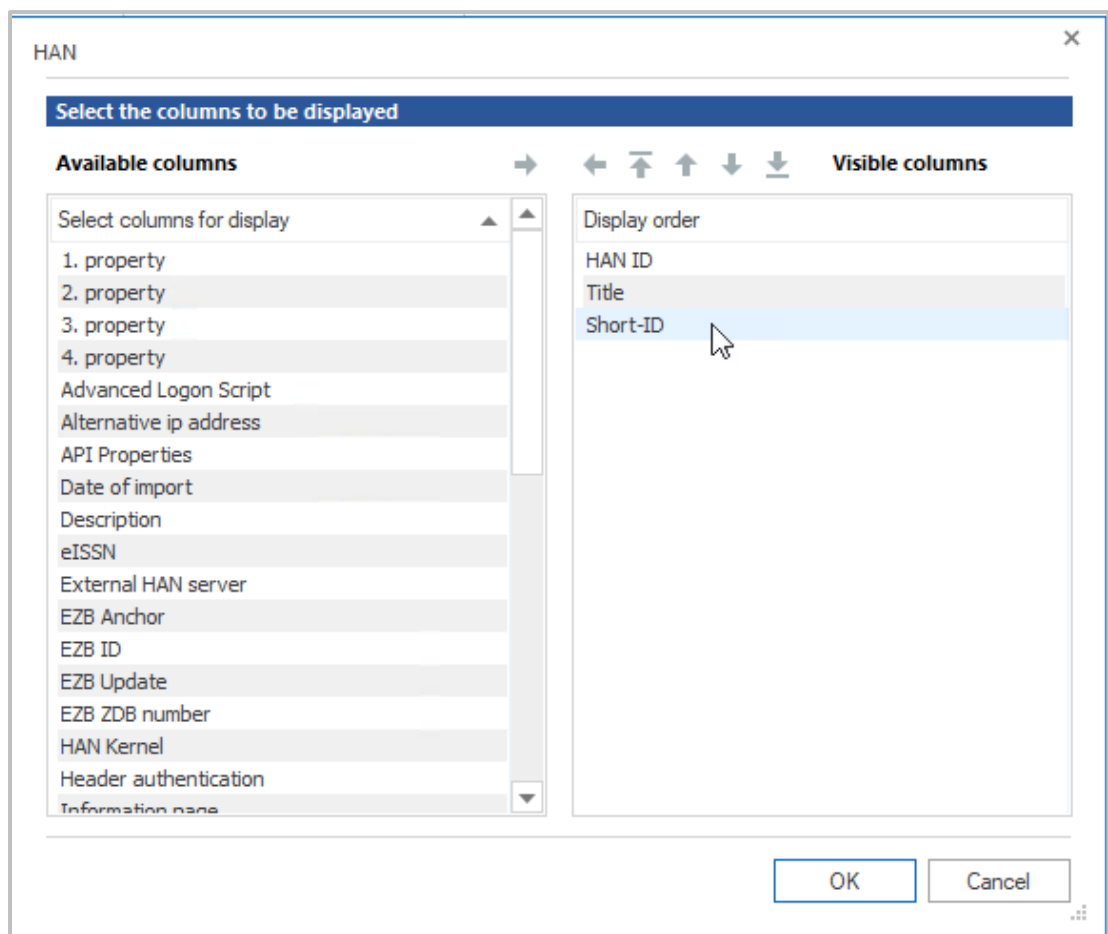 HAN
Select the columns to be displayed
Available columns
Visible columns
Select columns for display
1. property
2. property
3. property
4. property
Advanced Logon Script
Alternative ip address
API Properties
Date of import
Description
eISSN
External HAN server
EZB Anchor
EZB ID
EZB Update
EZB ZDB number
HAN Kernel
Header authentication
Information page
Display order
HAN ID
Title
Short-ID
OK
Cancel